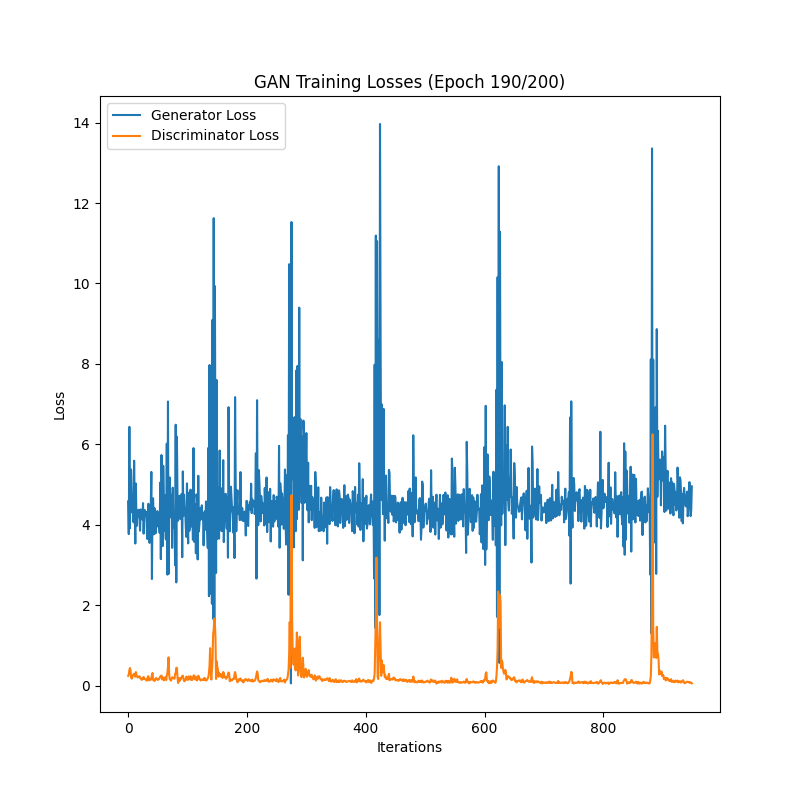 GAN Training Losses (Epoch 190/200)
Generator Loss
Discriminator Loss
14
12
10
8
6
4
2
0
Loss
0 200 400 600 800
Iterations